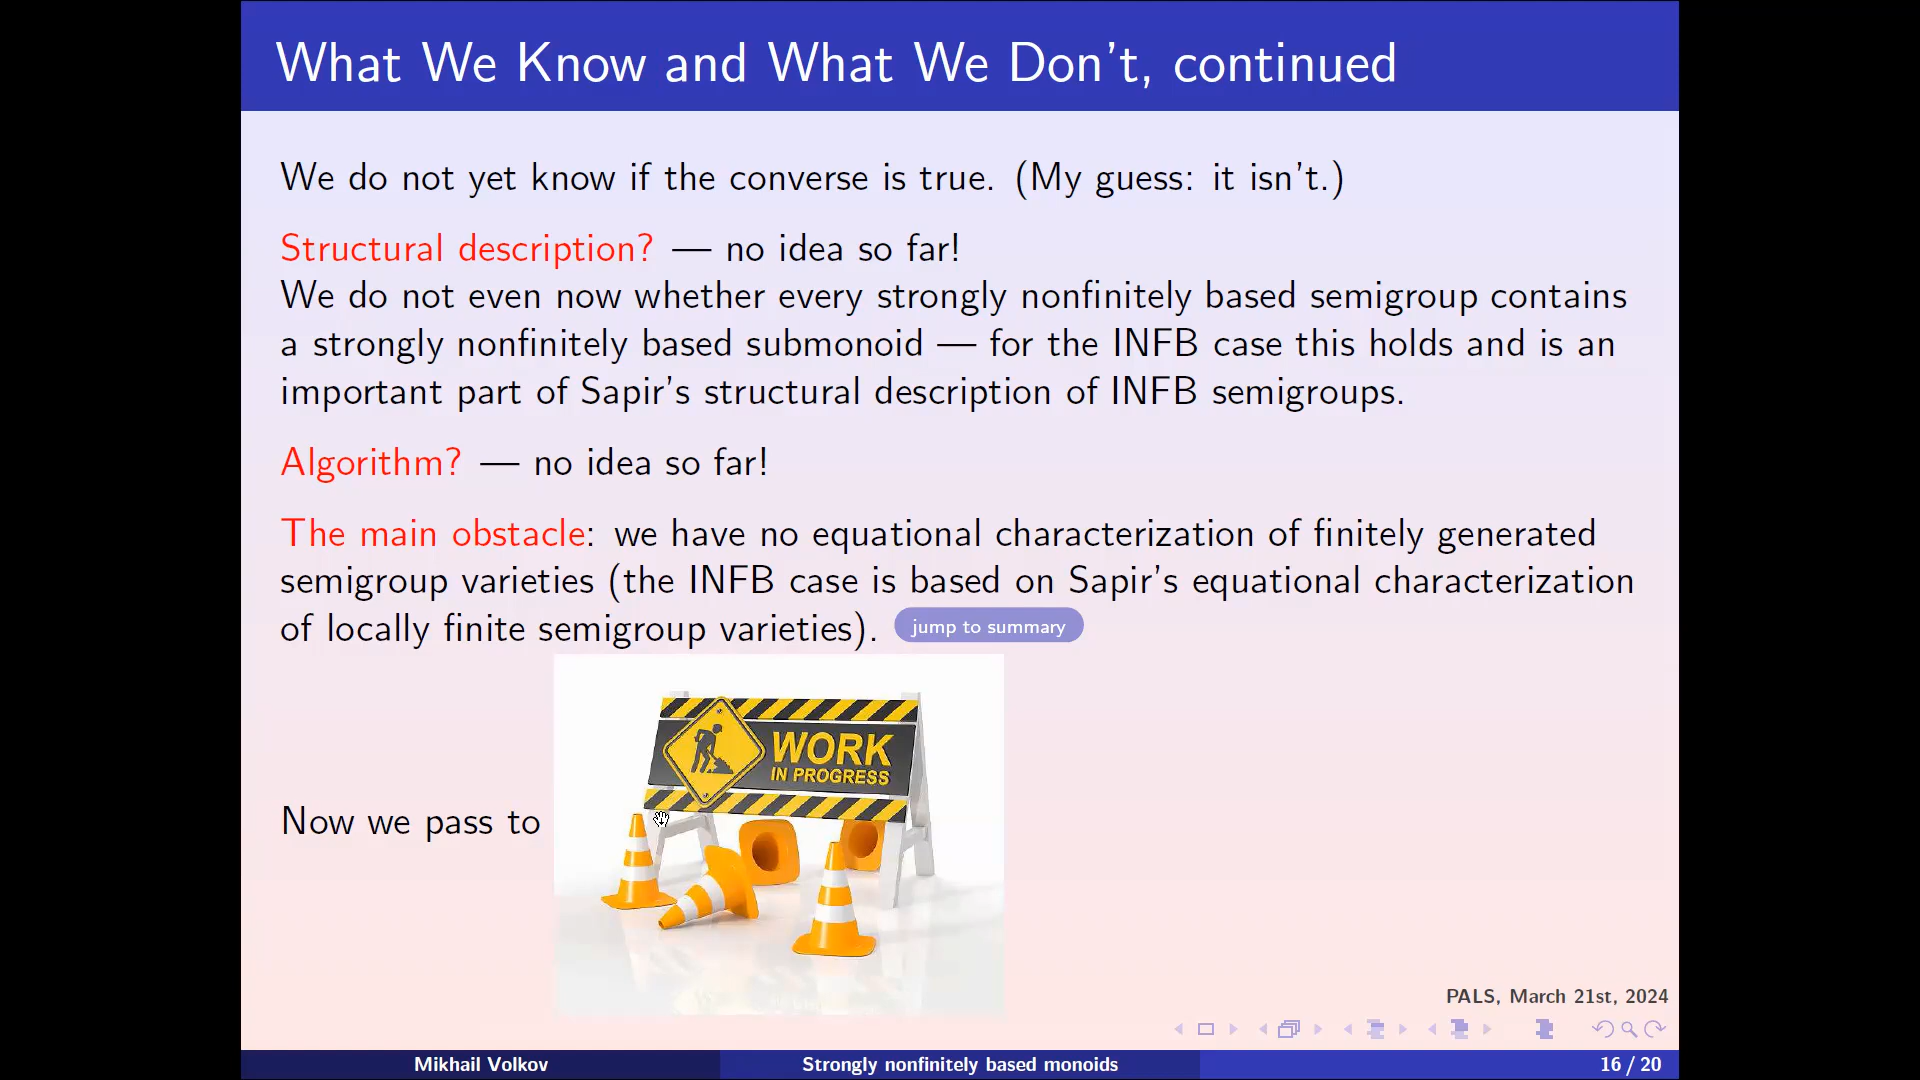 What We Know and What We Don't, continued
We do not yet know if the converse is true. (My guess: it isn't.)
Structural description? — no idea so far!
We do not even now whether every strongly nonfinitely based semigroup contains
a strongly nonfinitely based submonoid — for the INFB case this holds and is an
important part of Sapir's structural description of INFB semigroups.
Algorithm? — no idea so far!
The main obstacle: we have no equational characterization of finitely generated
semigroup varieties (the INFB case is based on Sapir's equational characterization
of locally finite semigroup varieties). jump to summary
WORK
IN PROGRESS
Now we pass to
PALS, March 21st, 2024
Mikhail Volkov Strongly nonfinitely based monoids 16 / 20